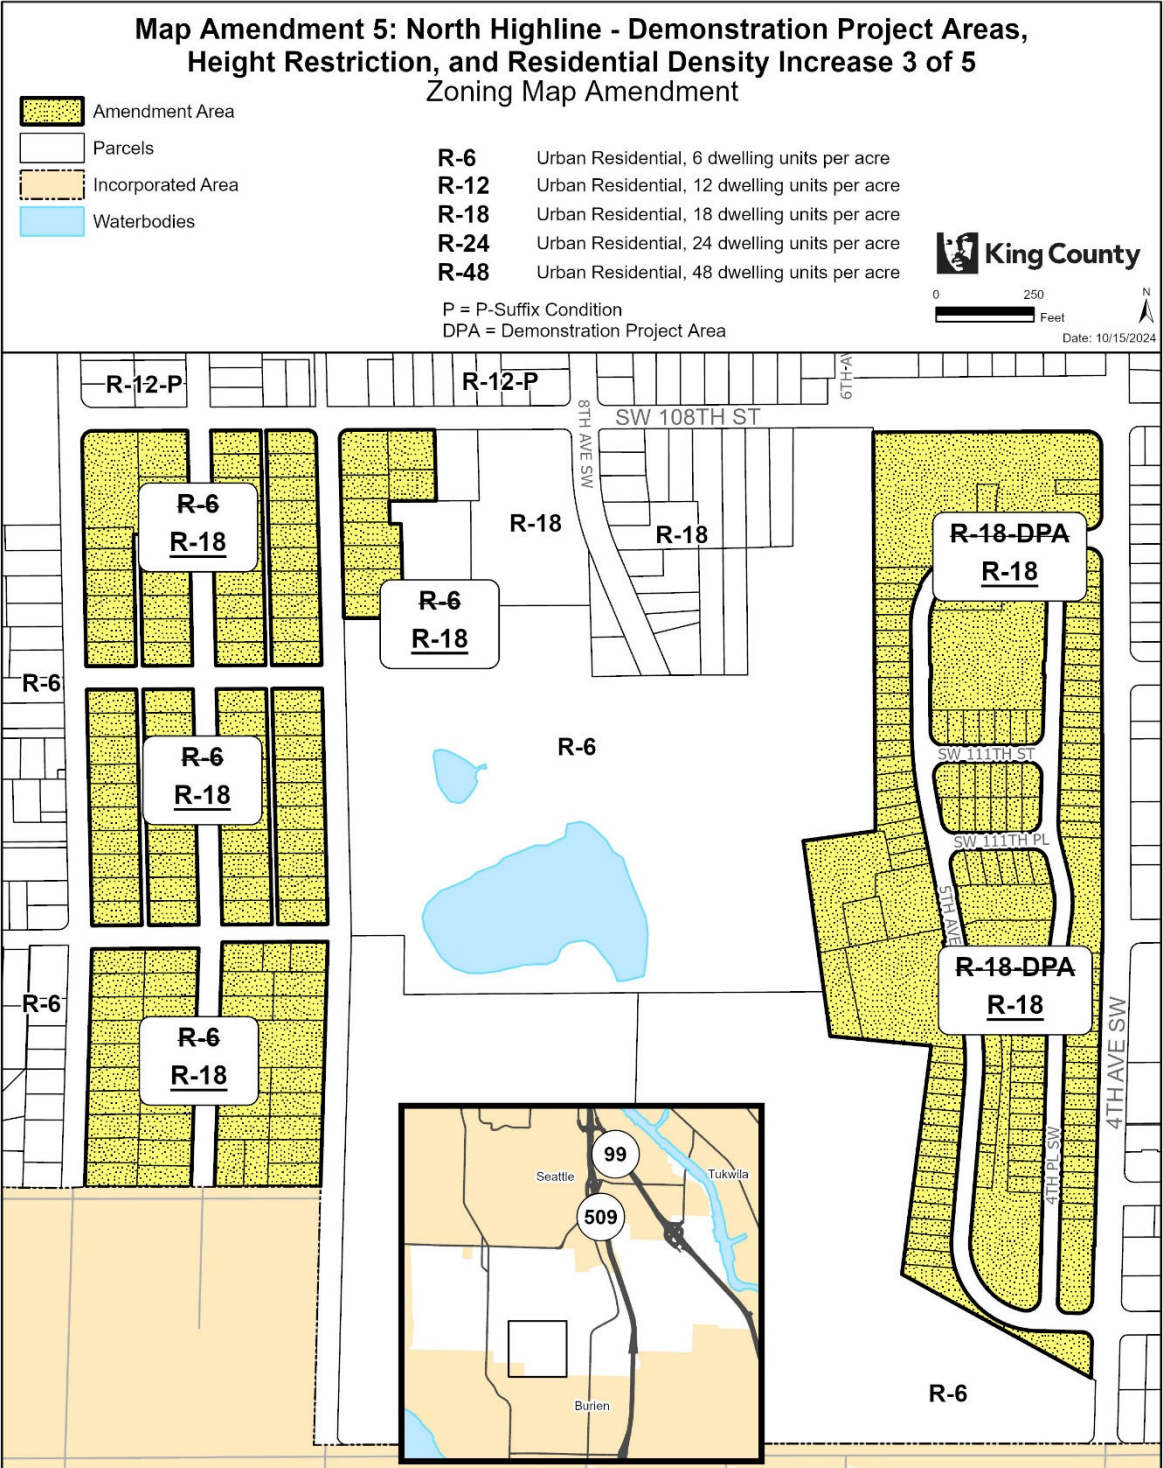 Map Amendment 5: North Highline - Demonstration Project Areas,
Height Restriction, and Residential Density Increase 3 of 5
Zoning Map Amendment
Amendment Area
Parcels
Incorporated Area
Waterbodies
R-6 Urban Residential, 6 dwelling units per acre
R-12 Urban Residential, 12 dwelling units per acre
R-18 Urban Residential, 18 dwelling units per acre
R-24 Urban Residential, 24 dwelling units per acre
R-48 Urban Residential, 48 dwelling units per acre
P = P-Suffix Condition
DPA = Demonstration Project Area
King County
0 250
Feet
N
Date: 10/15/2024
R-12-P
R-12-P
6TH AV
8TH AVE SW
SW 108TH ST
R-6
R-18
R-18
R-18
R-18-DPA
R-18
R-6
R-18
R-6
R-6
R-18
R-6
SW 111TH ST
SW 111TH PL
5TH AVE
R-18-DPA
R-18
R-6
R-6
R-18
4TH AVE SW
4TH PL SW
99
Seattle
Tukwila
509
Burien
R-6